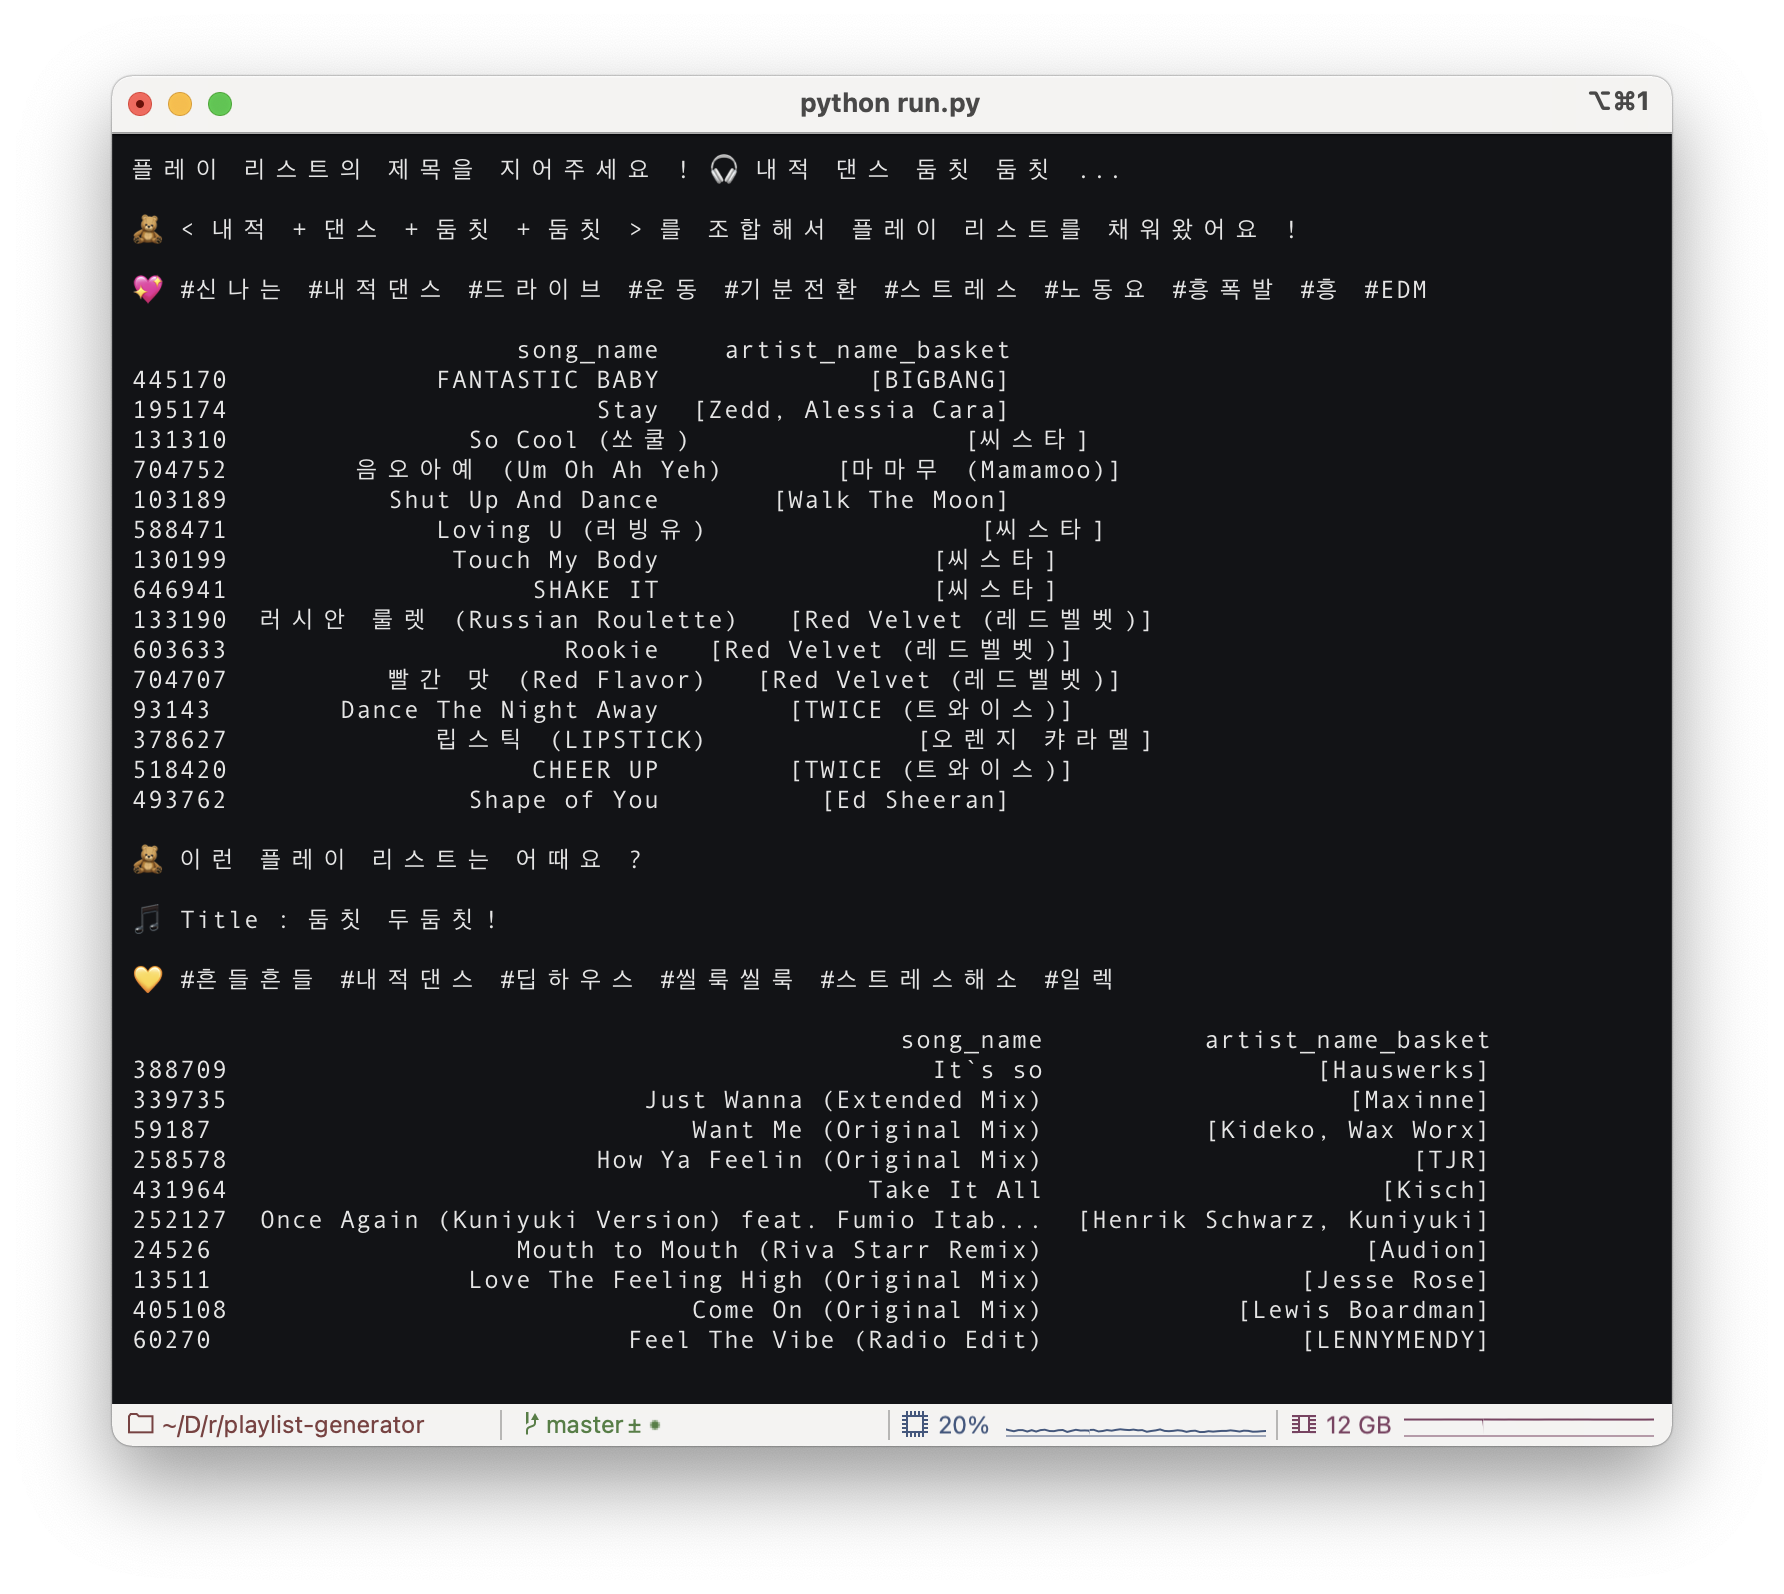 python run.py ⌥⌘1
플레이 리스트의 제목을 지어주세요 ! 🎧 내적 댄스 둠칫 둠칫 ...
🧸 < 내적 + 댄스 + 둠칫 + 둠칫 > 를 조합해서 플레이 리스트를 채워왔어요 !
💖 #신나는 #내적댄스 #드라이브 #운동 #기분전환 #스트레스 #노동요 #흥폭발 #흥 #EDM
song_name artist_name_basket
445170 FANTASTIC BABY [BIGBANG]
195174 Stay [Zedd, Alessia Cara]
131310 So Cool (쏘쿨) [씨스타]
704752 음오아예 (Um Oh Ah Yeh) [마마무 (Mamamoo)]
103189 Shut Up And Dance [Walk The Moon]
588471 Loving U (러빙유) [씨스타]
130199 Touch My Body [씨스타]
646941 SHAKE IT [씨스타]
133190 러시안 룰렛 (Russian Roulette) [Red Velvet (레드벨벳)]
603633 Rookie [Red Velvet (레드벨벳)]
704707 빨간 맛 (Red Flavor) [Red Velvet (레드벨벳)]
93143 Dance The Night Away [TWICE (트와이스)]
378627 립스틱 (LIPSTICK) [오렌지 캬라멜]
518420 CHEER UP [TWICE (트와이스)]
493762 Shape of You [Ed Sheeran]
🧸 이런 플레이 리스트는 어때요 ?
🎵 Title : 둠칫 두둠칫!
💛 #흔들흔들 #내적댄스 #딥하우스 #씰룩씰룩 #스트레스해소 #일렉
song_name artist_name_basket
388709 It`s so [Hauswerks]
339735 Just Wanna (Extended Mix) [Maxinne]
59187 Want Me (Original Mix) [Kideko, Wax Worx]
258578 How Ya Feelin (Original Mix) [TJR]
431964 Take It All [Kisch]
252127 Once Again (Kuniyuki Version) feat. Fumio Itab... [Henrik Schwarz, Kuniyuki]
24526 Mouth to Mouth (Riva Starr Remix) [Audion]
13511 Love The Feeling High (Original Mix) [Jesse Rose]
405108 Come On (Original Mix) [Lewis Boardman]
60270 Feel The Vibe (Radio Edit) [LENNYMENDY]
~/D/r/playlist-generator master ± ● 20% 12 GB